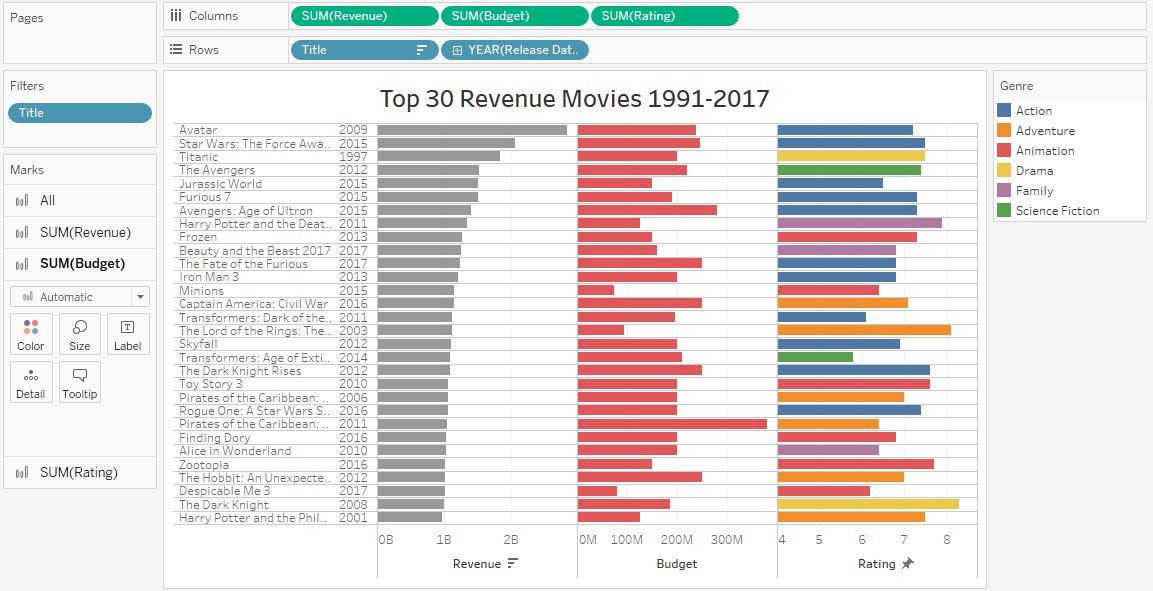 Pages
Columns SUM(Revenue) SUM(Budget) SUM(Rating)
Rows Title YEAR(Release Dat..
Filters
Title
Marks
All
SUM(Revenue)
SUM(Budget)
Automatic
Color Size Label
Detail Tooltip
SUM(Rating)
Top 30 Revenue Movies 1991-2017
Avatar 2009
Star Wars: The Force Awa.. 2015
Titanic 1997
The Avengers 2012
Jurassic World 2015
Furious 7 2015
Avengers: Age of Ultron 2015
Harry Potter and the Deat.. 2011
Frozen 2013
Beauty and the Beast 2017 2017
The Fate of the Furious 2017
Iron Man 3 2013
Minions 2015
Captain America: Civil War 2016
Transformers: Dark of the.. 2011
The Lord of the Rings: The.. 2003
Skyfall 2012
Transformers: Age of Exti.. 2014
The Dark Knight Rises 2012
Toy Story 3 2010
Pirates of the Caribbean: .. 2006
Rogue One: A Star Wars S.. 2016
Pirates of the Caribbean: .. 2011
Finding Dory 2016
Alice in Wonderland 2010
Zootopia 2016
The Hobbit: An Unexpecte.. 2012
Despicable Me 3 2017
The Dark Knight 2008
Harry Potter and the Phil.. 2001
0B 1B 2B 0M 100M 200M 300M 4 5 6 7 8
Revenue Budget Rating
Genre
Action
Adventure
Animation
Drama
Family
Science Fiction